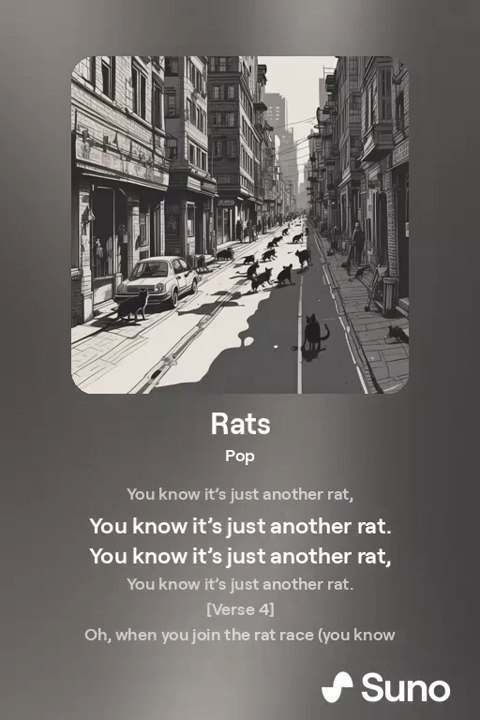 Rats
Pop
You know it's just another rat,
You know it's just another rat.
You know it's just another rat,
You know it's just another rat.
[Verse 4]
Oh, when you join the rat race (you know
Suno